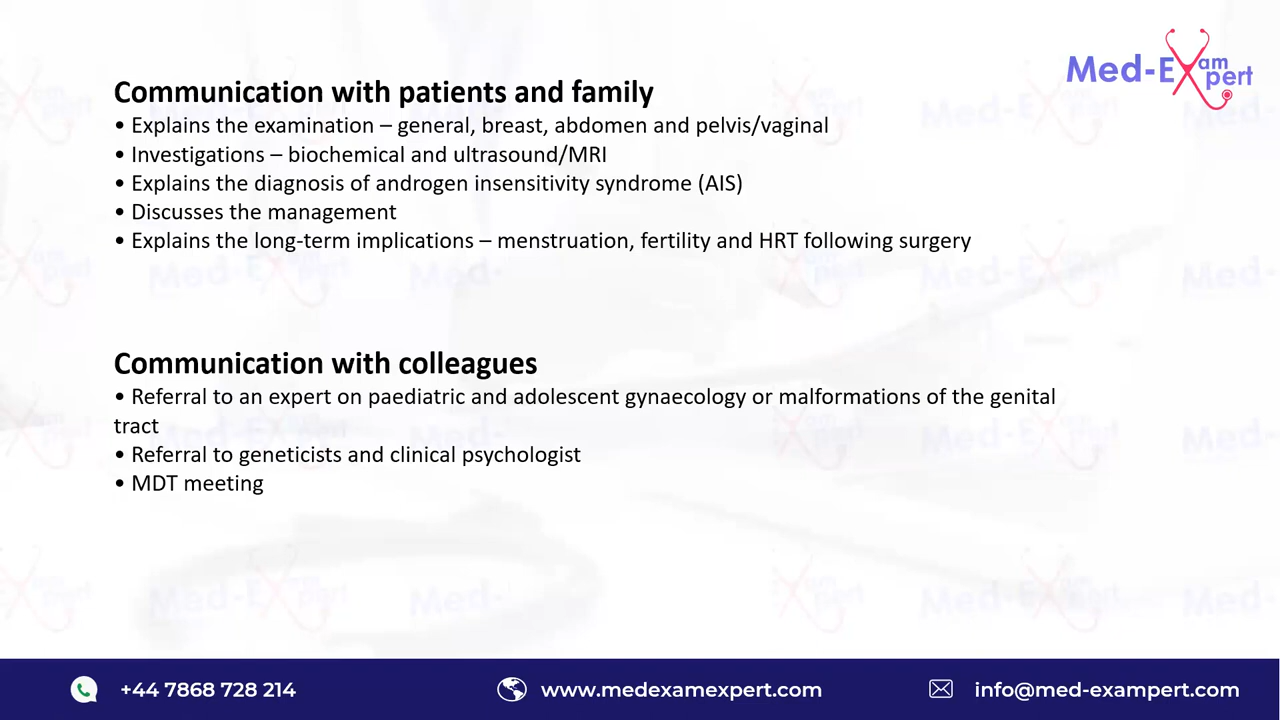 Med-Exam
pert
Communication with patients and family
• Explains the examination – general, breast, abdomen and pelvis/vaginal
• Investigations – biochemical and ultrasound/MRI
• Explains the diagnosis of androgen insensitivity syndrome (AIS)
• Discusses the management
• Explains the long-term implications – menstruation, fertility and HRT following surgery
Communication with colleagues
• Referral to an expert on paediatric and adolescent gynaecology or malformations of the genital
tract
• Referral to geneticists and clinical psychologist
• MDT meeting
+44 7868 728 214
www.medexamexpert.com
info@med-exampert.com